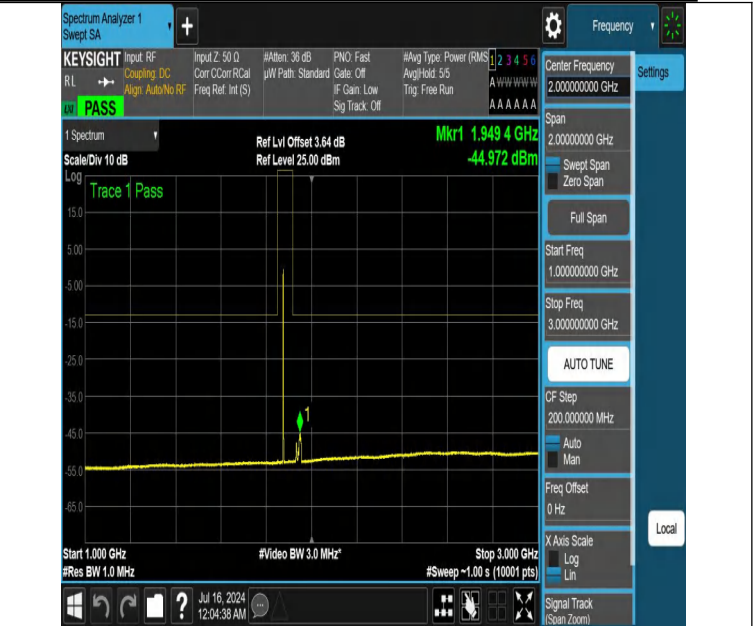 Spectrum Analyzer 1
Swept SA
+
Frequency
KEYSIGHT
RL
PASS
Input: RF
Coupling: DC
Align: Auto/No RF
Input Z: 50 Ω
Corr CCorr RCal
Freq Ref: Int (S)
#Atten: 36 dB
µW Path: Standard
PNO: Fast
Gate: Off
IF Gain: Low
Sig Track: Off
#Avg Type: Power (RMS
Avg|Hold: 5/5
Trig: Free Run
1 2 3 4 5 6
A W W W W W
A A A A A A
Center Frequency
2.000000000 GHz
Settings
Span
2.00000000 GHz
Swept Span
Zero Span
Full Span
Start Freq
1.000000000 GHz
Stop Freq
3.000000000 GHz
AUTO TUNE
CF Step
200.000000 MHz
Auto
Man
Freq Offset
0 Hz
X Axis Scale
Log
Lin
Signal Track
(Span Zoom)
Local
1 Spectrum
Scale/Div 10 dB
Ref Lvl Offset 3.64 dB
Ref Level 25.00 dBm
Mkr1 1.949 4 GHz
-44.972 dBm
Log
Trace 1 Pass
15.0
5.00
-5.00
-15.0
-25.0
-35.0
-45.0
-55.0
-65.0
1
Start 1.000 GHz
#Res BW 1.0 MHz
#Video BW 3.0 MHz*
Stop 3.000 GHz
#Sweep ~1.00 s (10001 pts)
?
Jul 16, 2024
12:04:38 AM